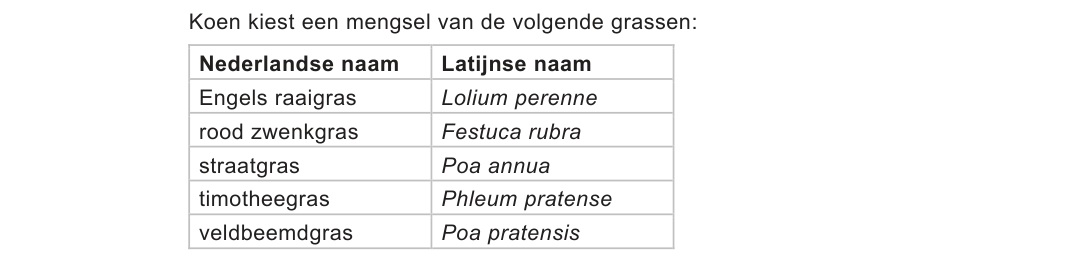 Koen kiest een mengsel van de volgende grassen:
Nederlandse naam Latijnse naam
Engels raaigras Lolium perenne
rood zwenkgras Festuca rubra
straatgras Poa annua
timotheegras Phleum pratense
veldbeemdgras Poa pratensis